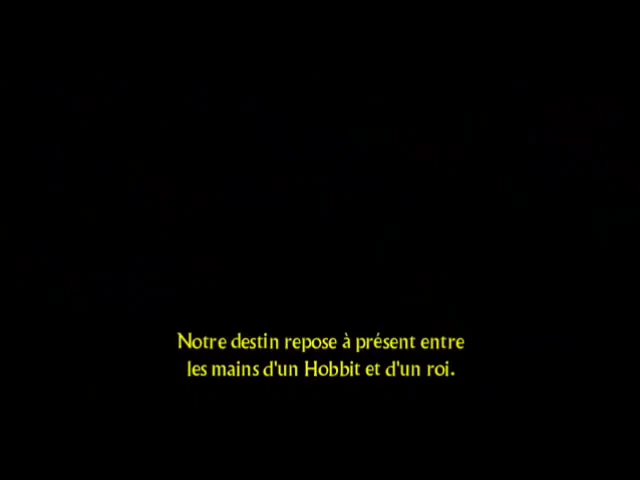 Notre destin repose à présent entre
les mains d'un Hobbit et d'un roi.